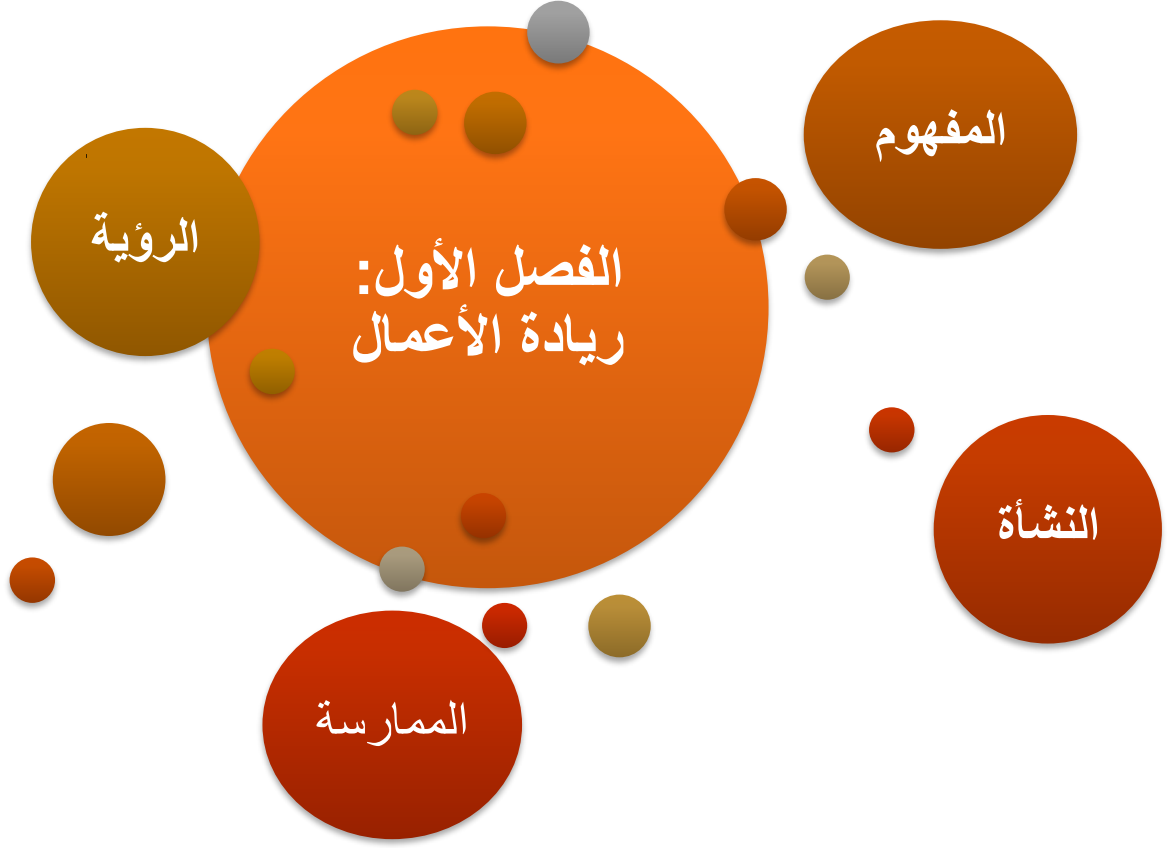 المفهوم
الرؤية
الفصل الأول:
ريادة الأعمال
النشأة
الممارسة